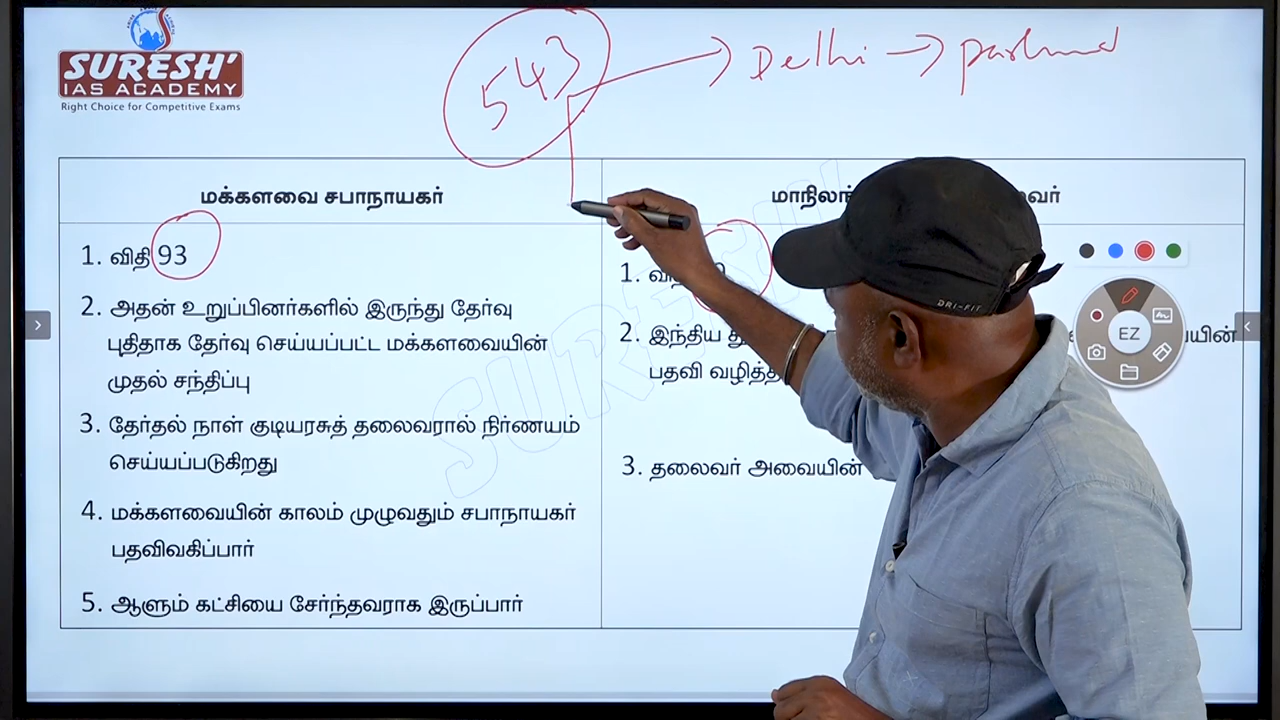 SURESH'
IAS ACADEMY
Right Choice for Competitive Exams
543 → Delhi →
மக்களவை சபாநாயகர்
1. விதி 93
2. அதன் உறுப்பினர்களில் இருந்து தேர்வு
புதிதாக தேர்வு செய்யப்பட்ட மக்களவையின்
முதல் சந்திப்பு
3. தேர்தல் நாள் குடியரசுத் தலைவரால் நிர்ணயம்
செய்யப்படுகிறது
4. மக்களவையின் காலம் முழுவதும் சபாநாயகர்
பதவிவகிப்பார்
5. ஆளும் கட்சியை சேர்ந்தவராக இருப்பார்
1.
2. இந்திய
பதவி
3. தலைவர் அவையின்
SURESH
DRI-FIT
EZ